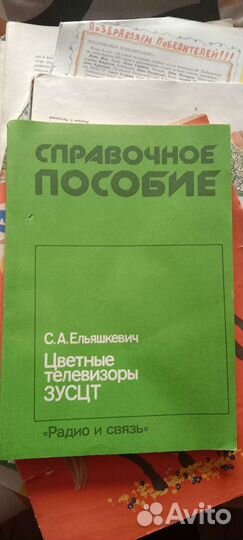 ПОЗДРАВЛЯЕМ ПОБЕДИТЕЛЕЙ!!!
СПРАВОЧНОЕ
ПОСОБИЕ
С. А. Ельяшкевич
Цветные
телевизоры
ЗУСЦТ
«Радио и связь»
Avito